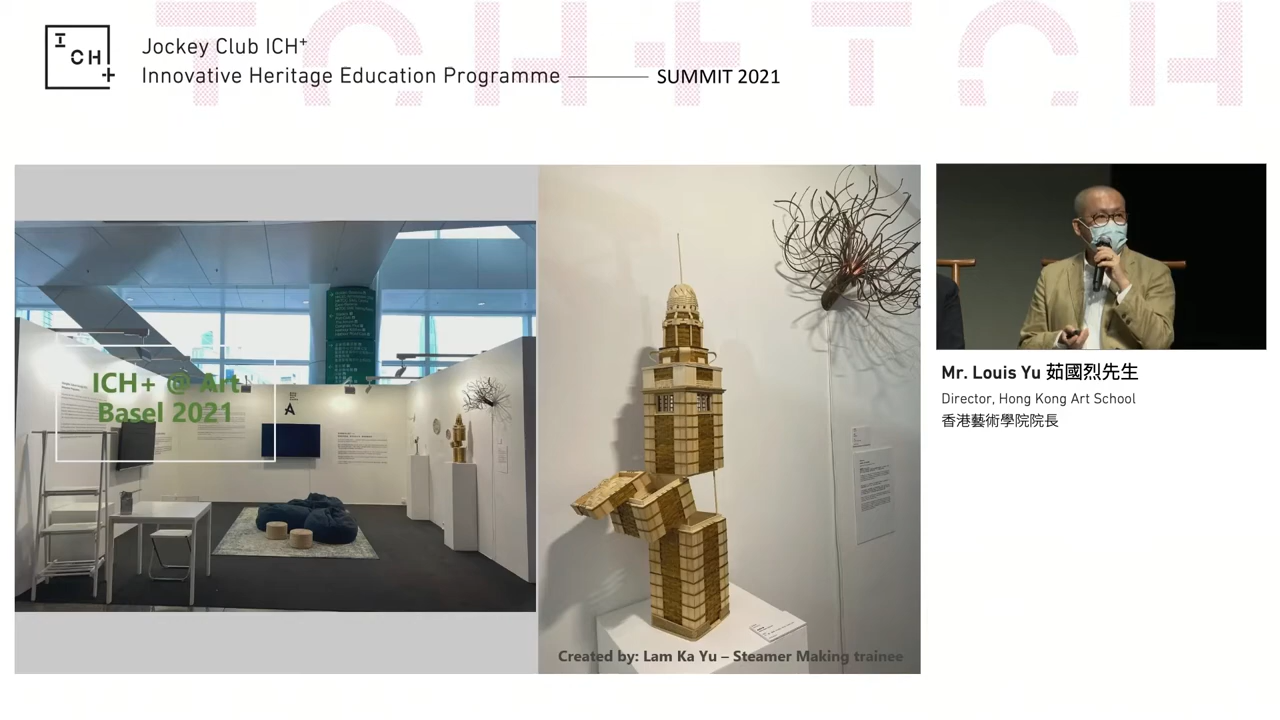 I
CH
+
Jockey Club ICH+
Innovative Heritage Education Programme
SUMMIT 2021
ICH+ @ Art
Basel 2021
A
Created by: Lam Ka Yu – Steamer Making trainee
Mr. Louis Yu 茹國烈先生
Director, Hong Kong Art School
香港藝術學院院長